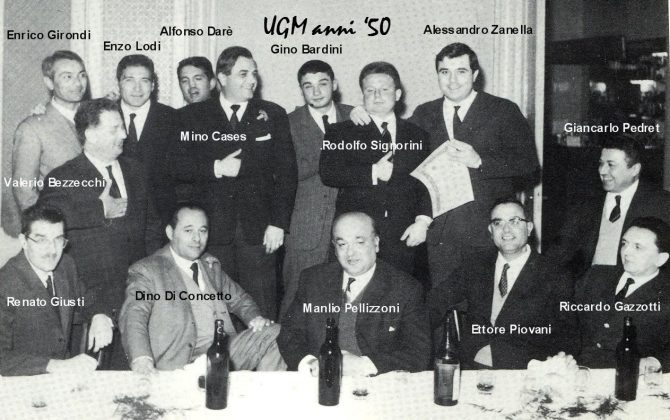 UGM anni '50
Enrico Girondi
Enzo Lodi
Alfonso Darè
Gino Bardini
Alessandro Zanella
Mino Cases
Rodolfo Signorini
Giancarlo Pedret
Valerio Bezzecchi
Renato Giusti
Dino Di Concetto
Manlio Pellizzoni
Ettore Piovani
Riccardo Gazzotti